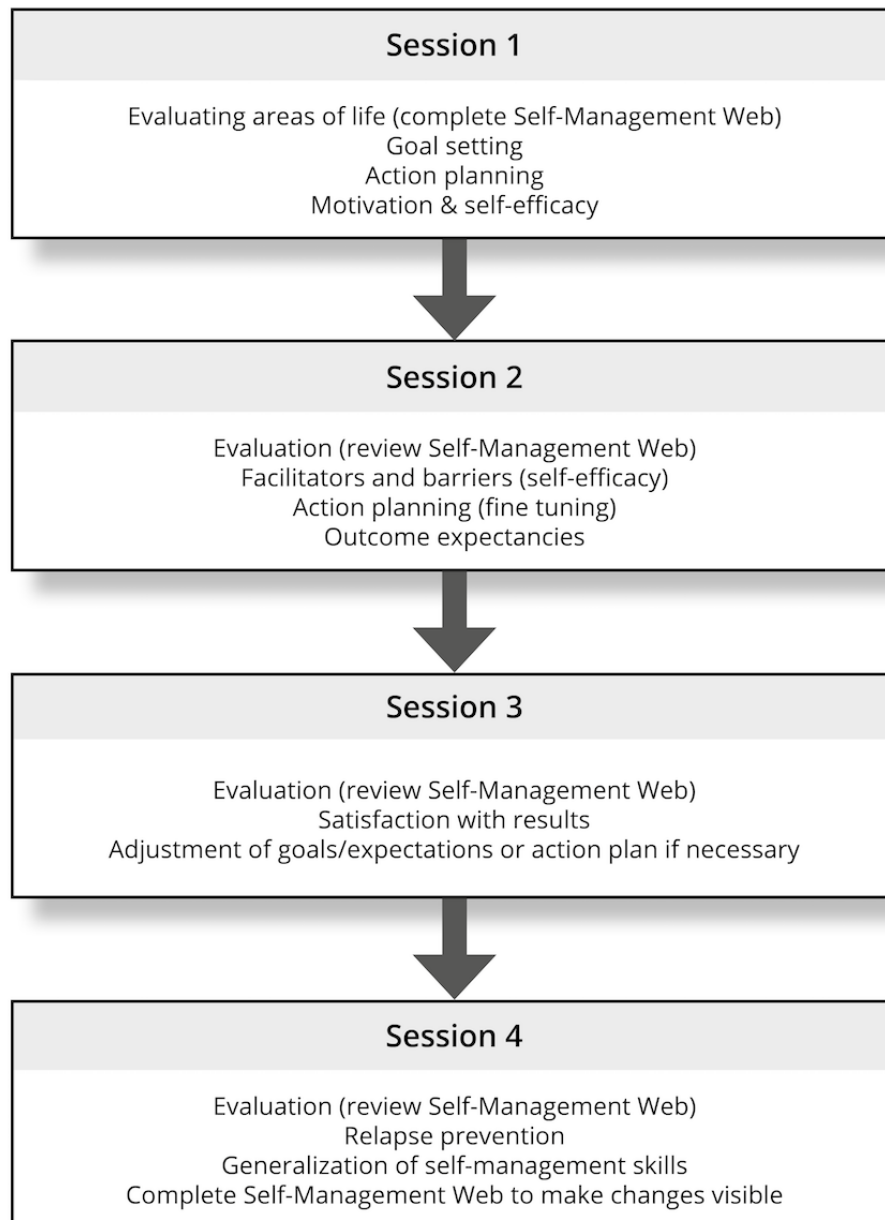 Session 1
Evaluating areas of life (complete Self-Management Web)
Goal setting
Action planning
Motivation & self-efficacy
Session 2
Evaluation (review Self-Management Web)
Facilitators and barriers (self-efficacy)
Action planning (fine tuning)
Outcome expectancies
Session 3
Evaluation (review Self-Management Web)
Satisfaction with results
Adjustment of goals/expectations or action plan if necessary
Session 4
Evaluation (review Self-Management Web)
Relapse prevention
Generalization of self-management skills
Complete Self-Management Web to make changes visible